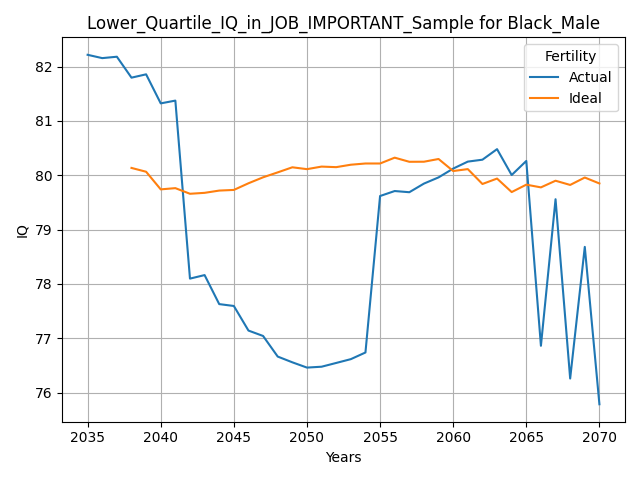 Lower_Quartile_IQ_in_JOB_IMPORTANT_Sample for Black_Male
Fertility
Actual
Ideal
82
81
80
79
78
77
76
IQ
2035 2040 2045 2050 2055 2060 2065 2070
Years